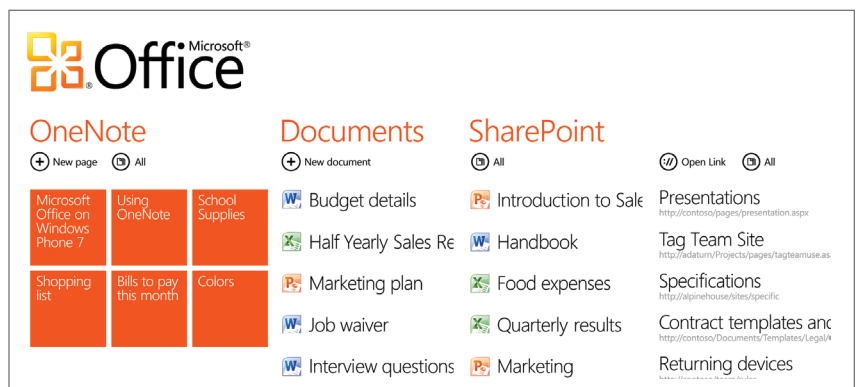 Microsoft®
Office
®
OneNote
New page
All
Microsoft
Office on
Windows
Phone 7
Using
OneNote
School
Supplies
Shopping
list
Bills to pay
this month
Colors
Documents
New document
Budget details
Half Yearly Sales Re
Marketing plan
Job waiver
Interview questions
SharePoint
All
Introduction to Sale
Handbook
Food expenses
Quarterly results
Marketing
:// Open Link
All
Presentations
http://contoso/pages/presentation.aspx
Tag Team Site
http://adaturn/Projects/pages/tagteamuse.as
Specifications
http://alpinehouse/sites/specific
Contract templates and
http://contoso/Documents/Templates/Legal/
Returning devices